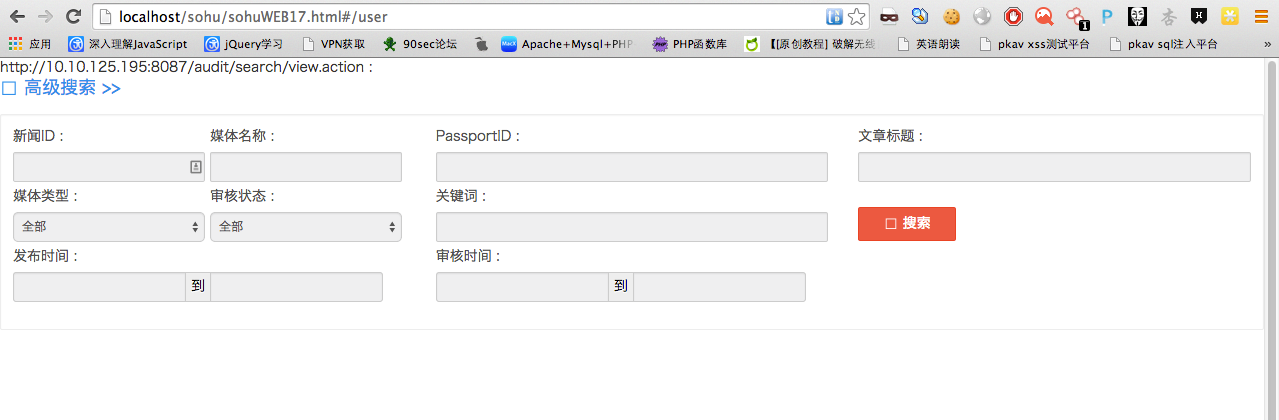 localhost/sohu/sohuWEB17.html#/user
应用 深入理解JavaScript jQuery学习 VPN获取 90sec论坛 Apache+Mysql+PHP PHP函数库 【[原创教程] 破解无线 英语朗读 pkav xss测试平台 pkav sql注入平台 »
http://10.10.125.195:8087/audit/search/view.action :
高级搜索 >>
新闻ID： 媒体名称： PassportID： 文章标题：
媒体类型： 审核状态： 关键词：
全部 全部 搜索
发布时间： 审核时间：
到 到